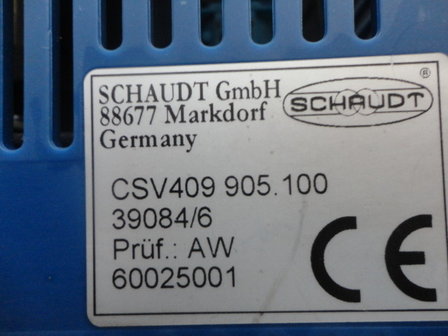 SCHAUDT GmbH
88677 Markdorf
Germany
SCHAUDT®
CSV409 905.100
39084/6
Prüf.: AW
60025001
CE